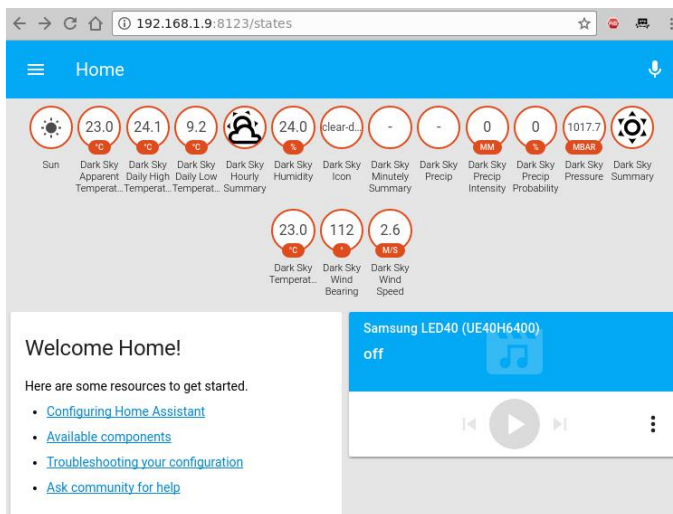 192.168.1.9:8123/states
Home
23.0 24.1 9.2 24.0 clear-d... - - 0 0 1017.7
°C °C °C % MM % MBAR
Sun Dark Sky Dark Sky Dark Sky Dark Sky Dark Sky Dark Sky Dark Sky Dark Sky Dark Sky Dark Sky Dark Sky Dark Sky
Apparent Daily High Daily Low Hourly Humidity Icon Minutely Precip Precip Precip Pressure Summary
Temperat... Temperat... Temperat... Summary Summary Intensity Probability
23.0 112 2.6
°C ° M/S
Dark Sky Dark Sky Dark Sky
Temperat... Wind Wind
Bearing Speed
Welcome Home!
Here are some resources to get started.
Configuring Home Assistant
Available components
Troubleshooting your configuration
Ask community for help
Samsung LED40 (UE40H6400)
off